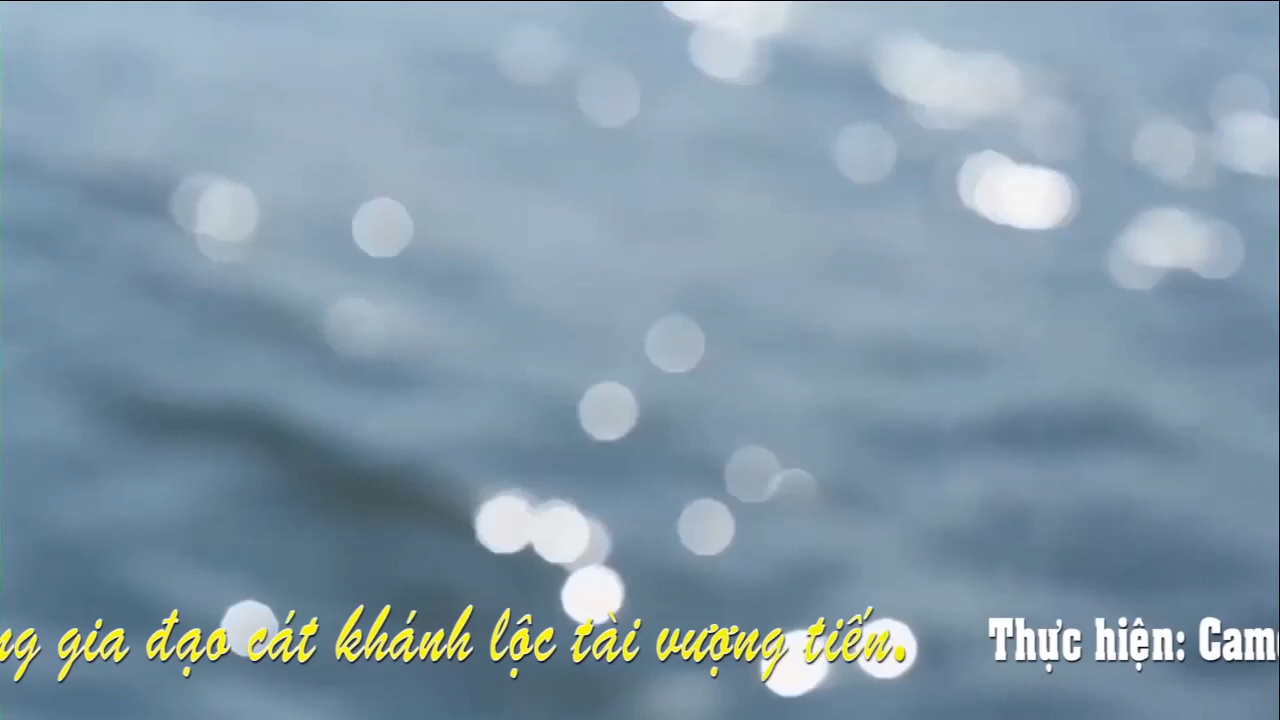 gia đạo cát khánh lộc tài vượng tiến. Thực hiện: